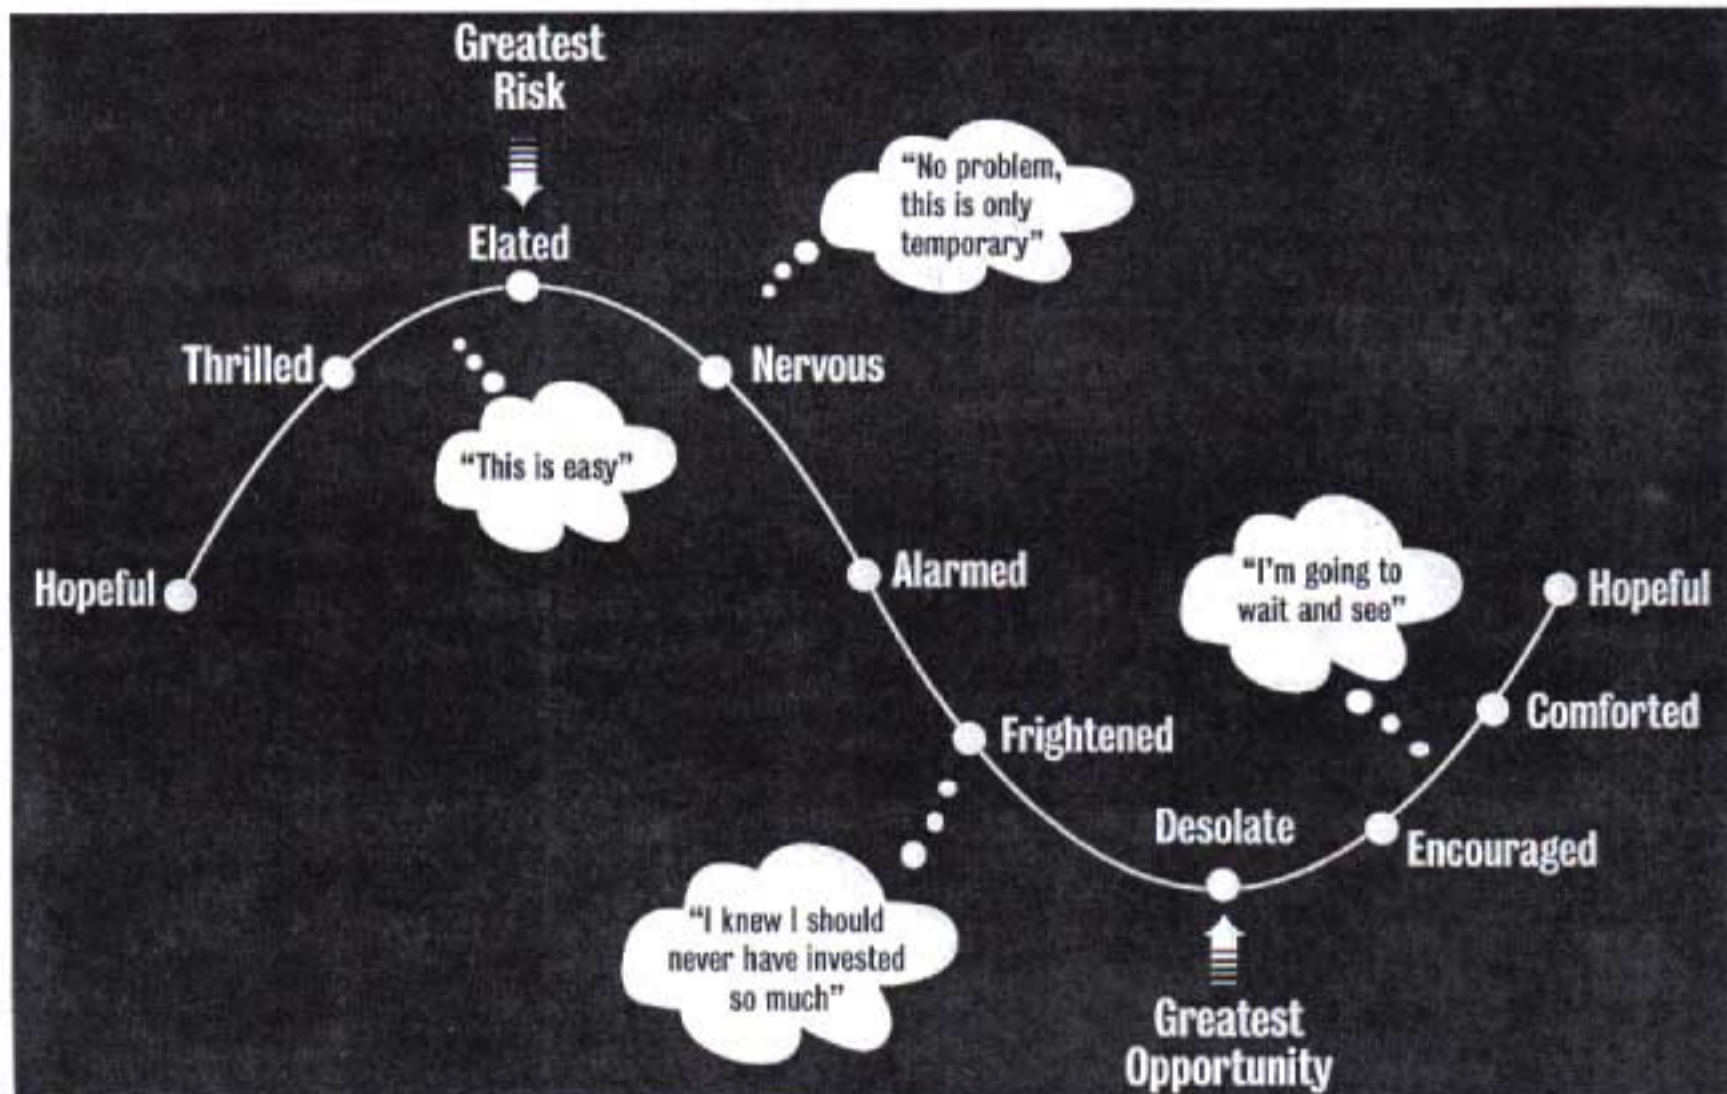 Greatest
Risk
Elated
"No problem,
this is only
temporary"
Thrilled
Nervous
"This is easy"
Hopeful
Alarmed
"I'm going to
wait and see"
Hopeful
Frightened
Comforted
Desolate
Encouraged
"I knew I should
never have invested
so much"
Greatest
Opportunity